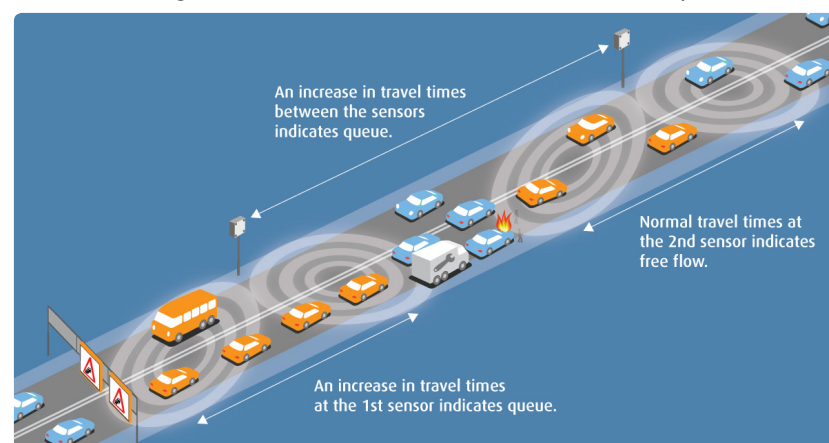 An increase in travel times
between the sensors
indicates queue.
Normal travel times at
the 2nd sensor indicates
free flow.
An increase in travel times
at the 1st sensor indicates queue.